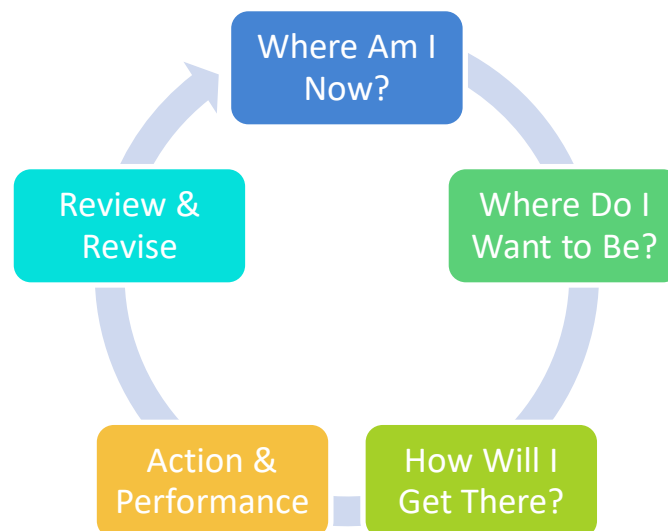 Where Am I
Now?
Where Do I
Want to Be?
How Will I
Get There?
Action &
Performance
Review &
Revise